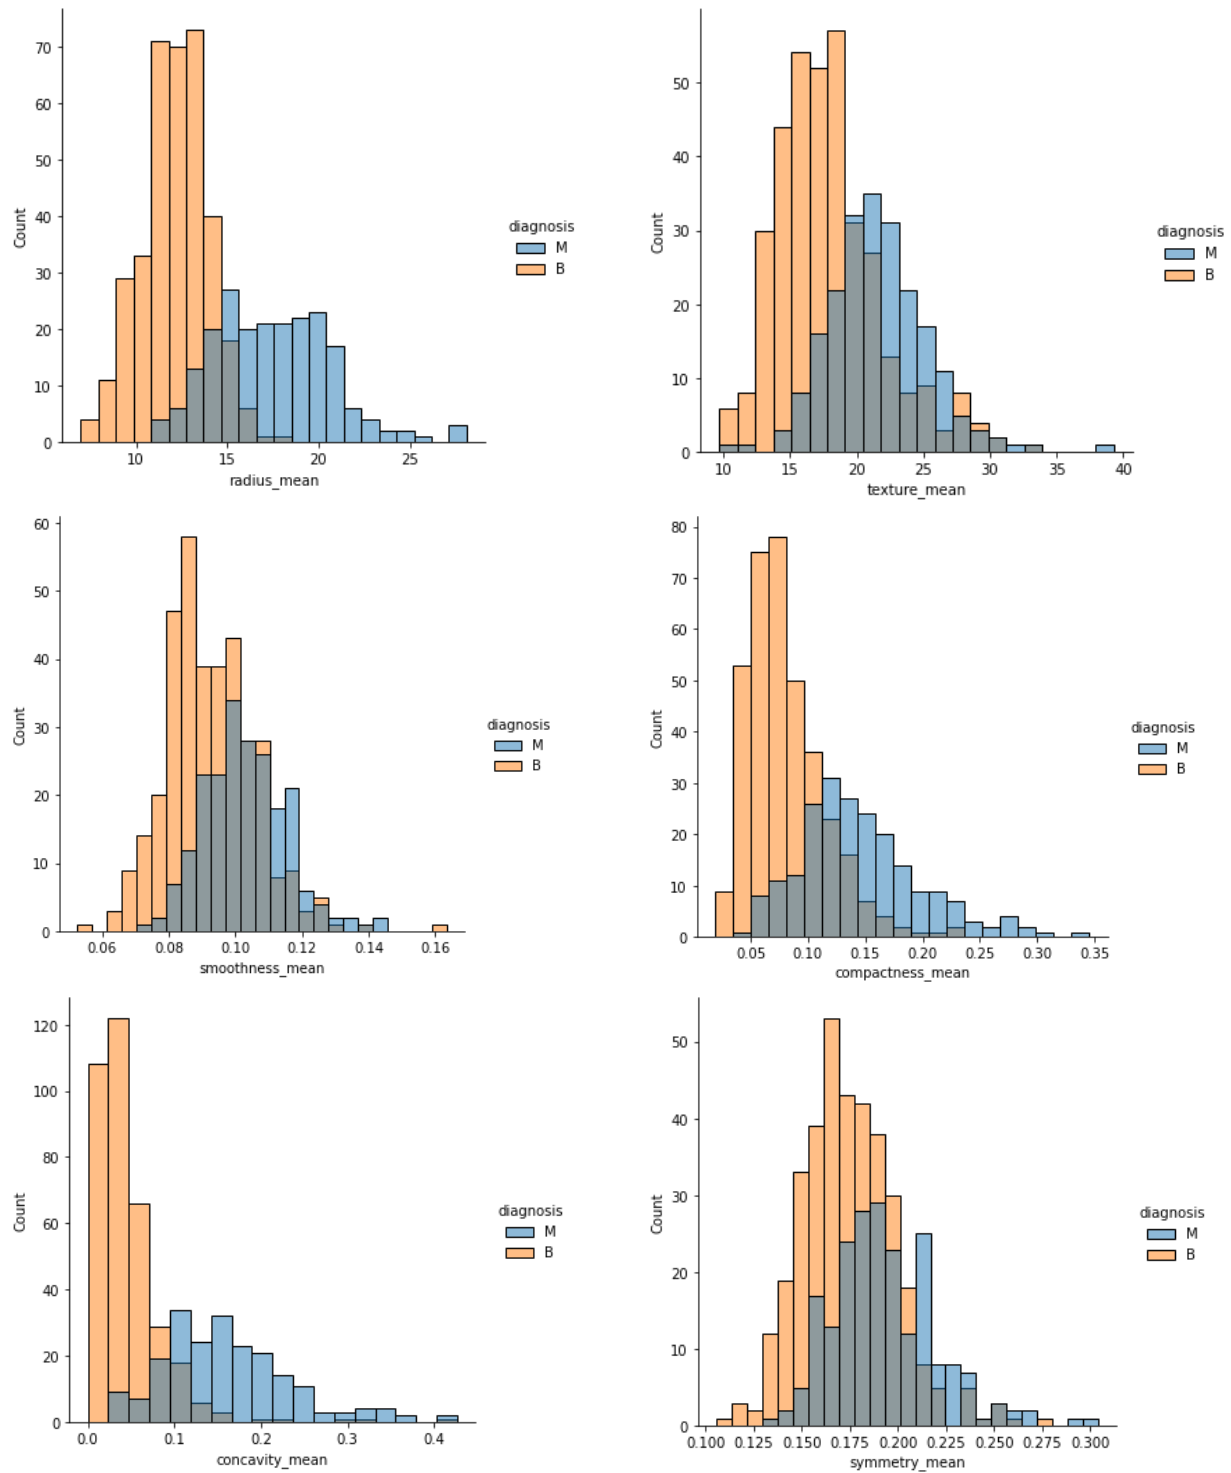 70
60
50
40
30
20
10
0
Count
10 15 20 25
radius_mean
diagnosis
M
B
50
40
30
20
10
0
Count
10 15 20 25 30 35 40
texture_mean
diagnosis
M
B
60
50
40
30
20
10
0
Count
0.06 0.08 0.10 0.12 0.14 0.16
smoothness_mean
diagnosis
M
B
80
70
60
50
40
30
20
10
0
Count
0.05 0.10 0.15 0.20 0.25 0.30 0.35
compactness_mean
diagnosis
M
B
120
100
80
60
40
20
0
Count
0.0 0.1 0.2 0.3 0.4
concavity_mean
diagnosis
M
B
50
40
30
20
10
0
Count
0.100 0.125 0.150 0.175 0.200 0.225 0.250 0.275 0.300
symmetry_mean
diagnosis
M
B